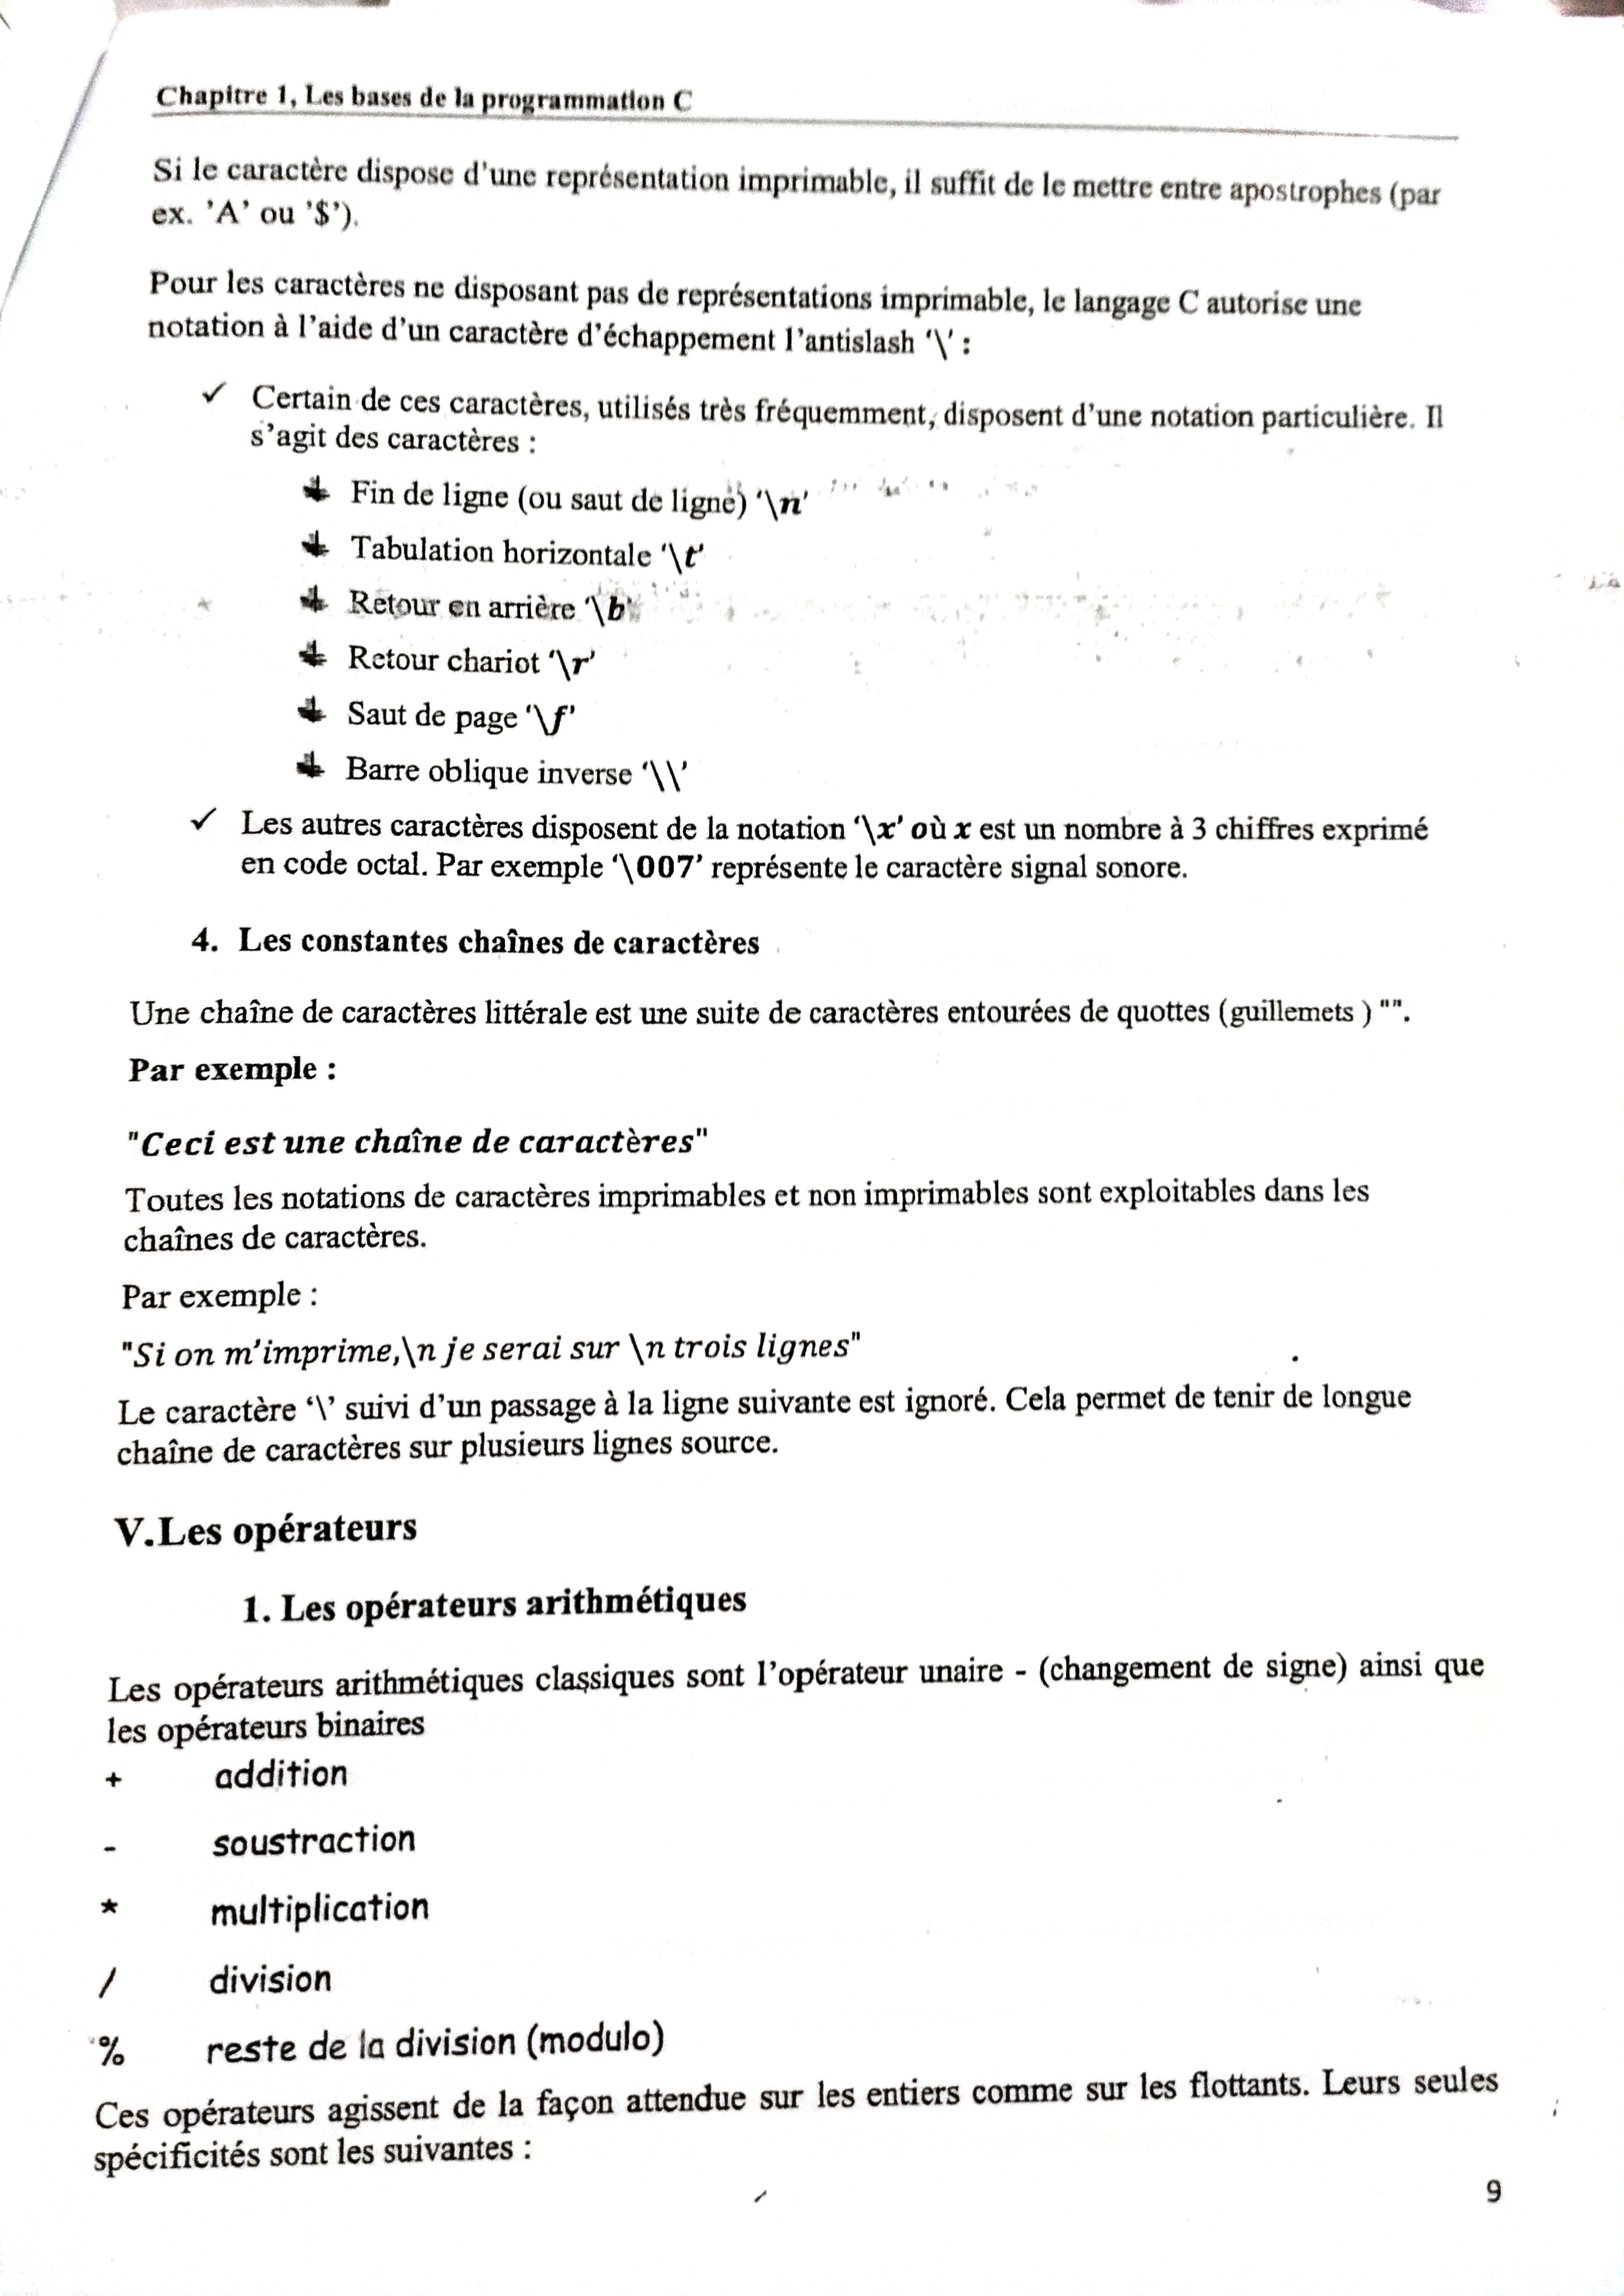 Chapitre 1, Les bases de la programmation C
Si le caractère dispose d'une représentation imprimable, il suffit de le mettre entre apostrophes (par
ex. 'A' ou '$').
Pour les caractères ne disposant pas de représentations imprimable, le langage C autorise une
notation à l'aide d'un caractère d'échappement l'antislash '\' :
✓ Certain de ces caractères, utilisés très fréquemment, disposent d'une notation particulière. Il
s'agit des caractères :
Fin de ligne (ou saut de ligne) '\n'
Tabulation horizontale '\t'
Retour en arrière '\b'
Retour chariot '\r'
Saut de page '\f'
Barre oblique inverse '\\'
✓ Les autres caractères disposent de la notation '\x' où x est un nombre à 3 chiffres exprimé
en code octal. Par exemple '\007' représente le caractère signal sonore.
4. Les constantes chaînes de caractères
Une chaîne de caractères littérale est une suite de caractères entourées de quottes (guillemets ) "".
Par exemple :
"Ceci est une chaîne de caractères"
Toutes les notations de caractères imprimables et non imprimables sont exploitables dans les
chaînes de caractères.
Par exemple :
"Si on m'imprime,\n je serai sur \n trois lignes"
Le caractère '\' suivi d'un passage à la ligne suivante est ignoré. Cela permet de tenir de longue
chaîne de caractères sur plusieurs lignes source.
V.Les opérateurs
1. Les opérateurs arithmétiques
Les opérateurs arithmétiques classiques sont l'opérateur unaire - (changement de signe) ainsi que
les opérateurs binaires
+ addition
- soustraction
* multiplication
/ division
% reste de la division (modulo)
Ces opérateurs agissent de la façon attendue sur les entiers comme sur les flottants. Leurs seules
spécificités sont les suivantes :
9